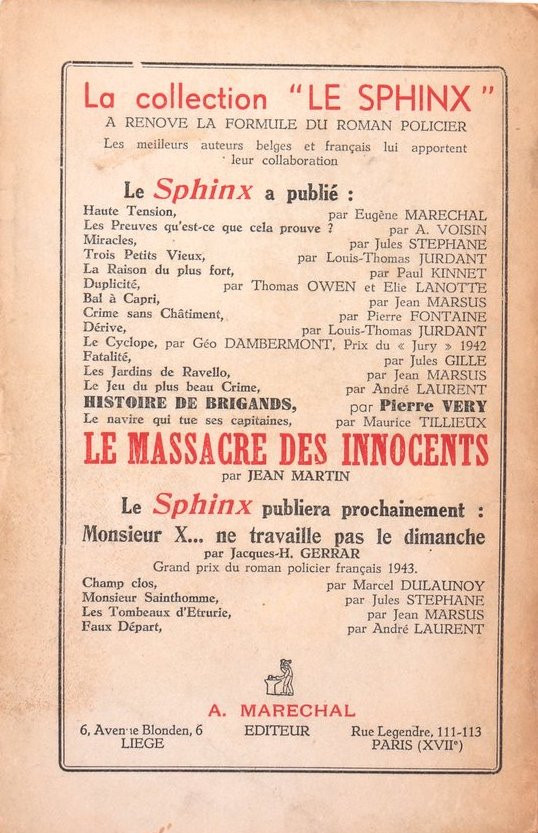 La collection "LE SPHINX"
A RENOVE LA FORMULE DU ROMAN POLICIER
Les meilleurs auteurs belges et français lui apportent
leur collaboration
Le Sphinx a publié :
Haute Tension, par Eugène MARECHAL
Les Preuves qu'est-ce que cela prouve ? par A. VOISIN
Miracles, par Jules STEPHANE
Trois Petits Vieux, par Louis-Thomas JURDANT
La Raison du plus fort, par Paul KINNET
Duplicité, par Thomas OWEN et Elie LANOTTE
Bal à Capri, par Jean MARSUS
Crime sans Châtiment, par Pierre FONTAINE
Dérive, par Louis-Thomas JURDANT
Le Cyclope, par Géo DAMBERMONT, Prix du « Jury » 1942
Fatalité, par Jules GILLE
Les Jardins de Ravello, par Jean MARSUS
Le Jeu du plus beau Crime, par André LAURENT
HISTOIRE DE BRIGANDS, par Pierre VERY
Le navire qui tue ses capitaines, par Maurice TILLIEUX
LE MASSACRE DES INNOCENTS
par JEAN MARTIN
Le Sphinx publiera prochainement :
Monsieur X... ne travaille pas le dimanche
par Jacques-H. GERRAR
Grand prix du roman policier français 1943.
Champ clos, par Marcel DULAUNOY
Monsieur Sainthomme, par Jules STEPHANE
Les Tombeaux d'Etrurie, par Jean MARSUS
Faux Départ, par André LAURENT
A. MARECHAL
6, Avenue Blonden, 6 EDITEUR Rue Legendre, 111-113
LIEGE PARIS (XVIIe)